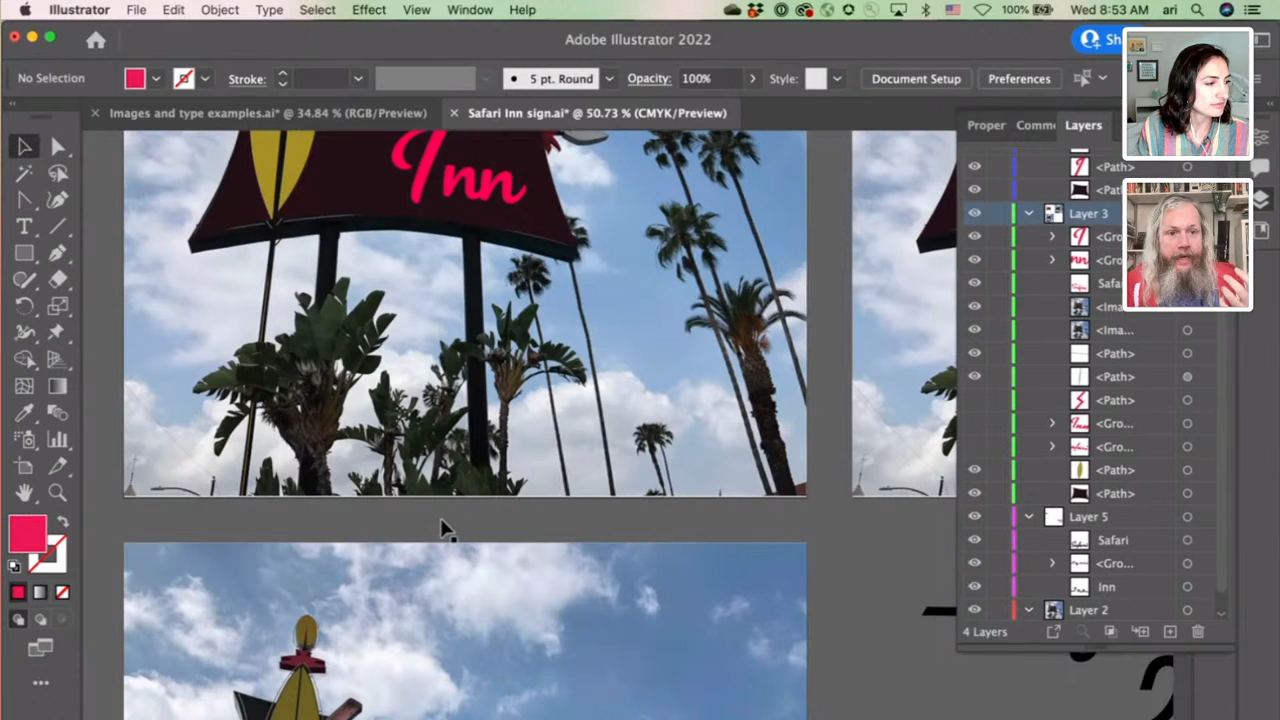 Illustrator File Edit Object Type Select Effect View Window Help 100% Wed 8:53 AM ari
Adobe Illustrator 2022
No Selection Stroke: 5 pt. Round Opacity: 100% Style: Document Setup Preferences
Images and type examples.ai* @ 34.84 % (RGB/Preview) Safari Inn sign.ai* @ 50.73 % (CMYK/Preview)
Proper Comme Layers
Inn
<Path>
<Pat
Layer 3
<Gro
<Gro
Safa
<Ima
<Ima...
<Path>
<Path>
<Path>
<Gro...
<Gro...
<Path>
<Path>
Layer 5
Safari
<Gro...
Inn
Layer 2
4 Layers